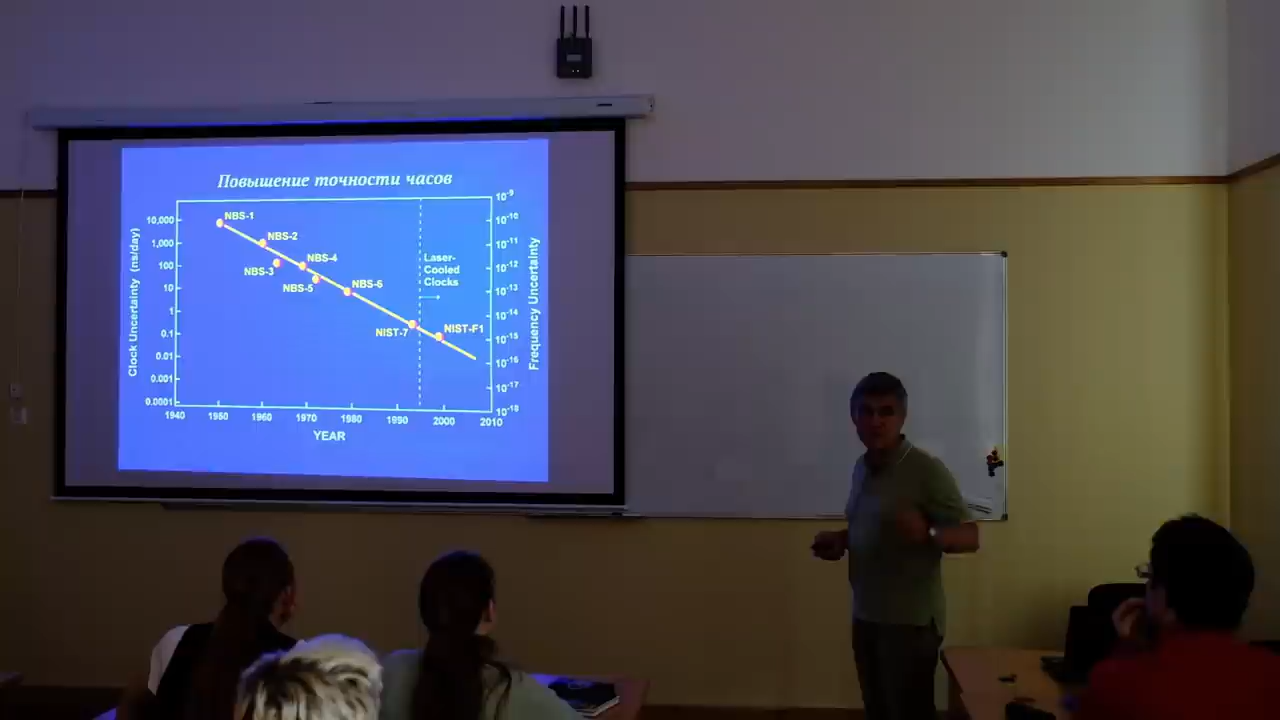 Повышение точности часов
Clock Uncertainty (ns/day)
10,000
1,000
100
10
1
0.1
0.01
0.001
0.0001
NBS-1
NBS-2
NBS-3
NBS-4
NBS-5
NBS-6
NIST-7
NIST-F1
Laser-
Cooled
Clocks
10-9
10-10
10-11
10-12
10-13
10-14
10-15
10-16
10-17
10-18
Frequency Uncertainty
1940 1950 1960 1970 1980 1990 2000 2010
YEAR